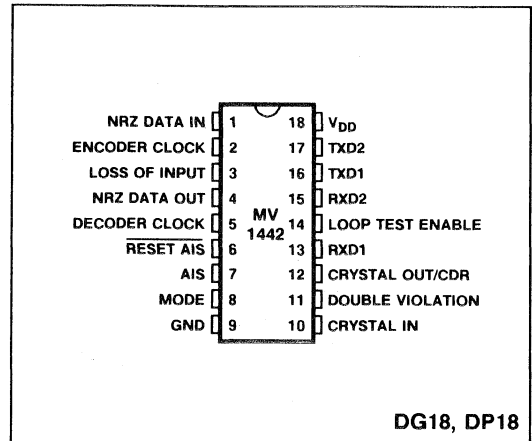 NRZ DATA IN 1 18 VDD
ENCODER CLOCK 2 17 TXD2
LOSS OF INPUT 3 16 TXD1
NRZ DATA OUT 4 15 RXD2
DECODER CLOCK 5 MV 14 LOOP TEST ENABLE
RESET AIS 6 1442 13 RXD1
AIS 7 12 CRYSTAL OUT/CDR
MODE 8 11 DOUBLE VIOLATION
GND 9 10 CRYSTAL IN
DG18, DP18